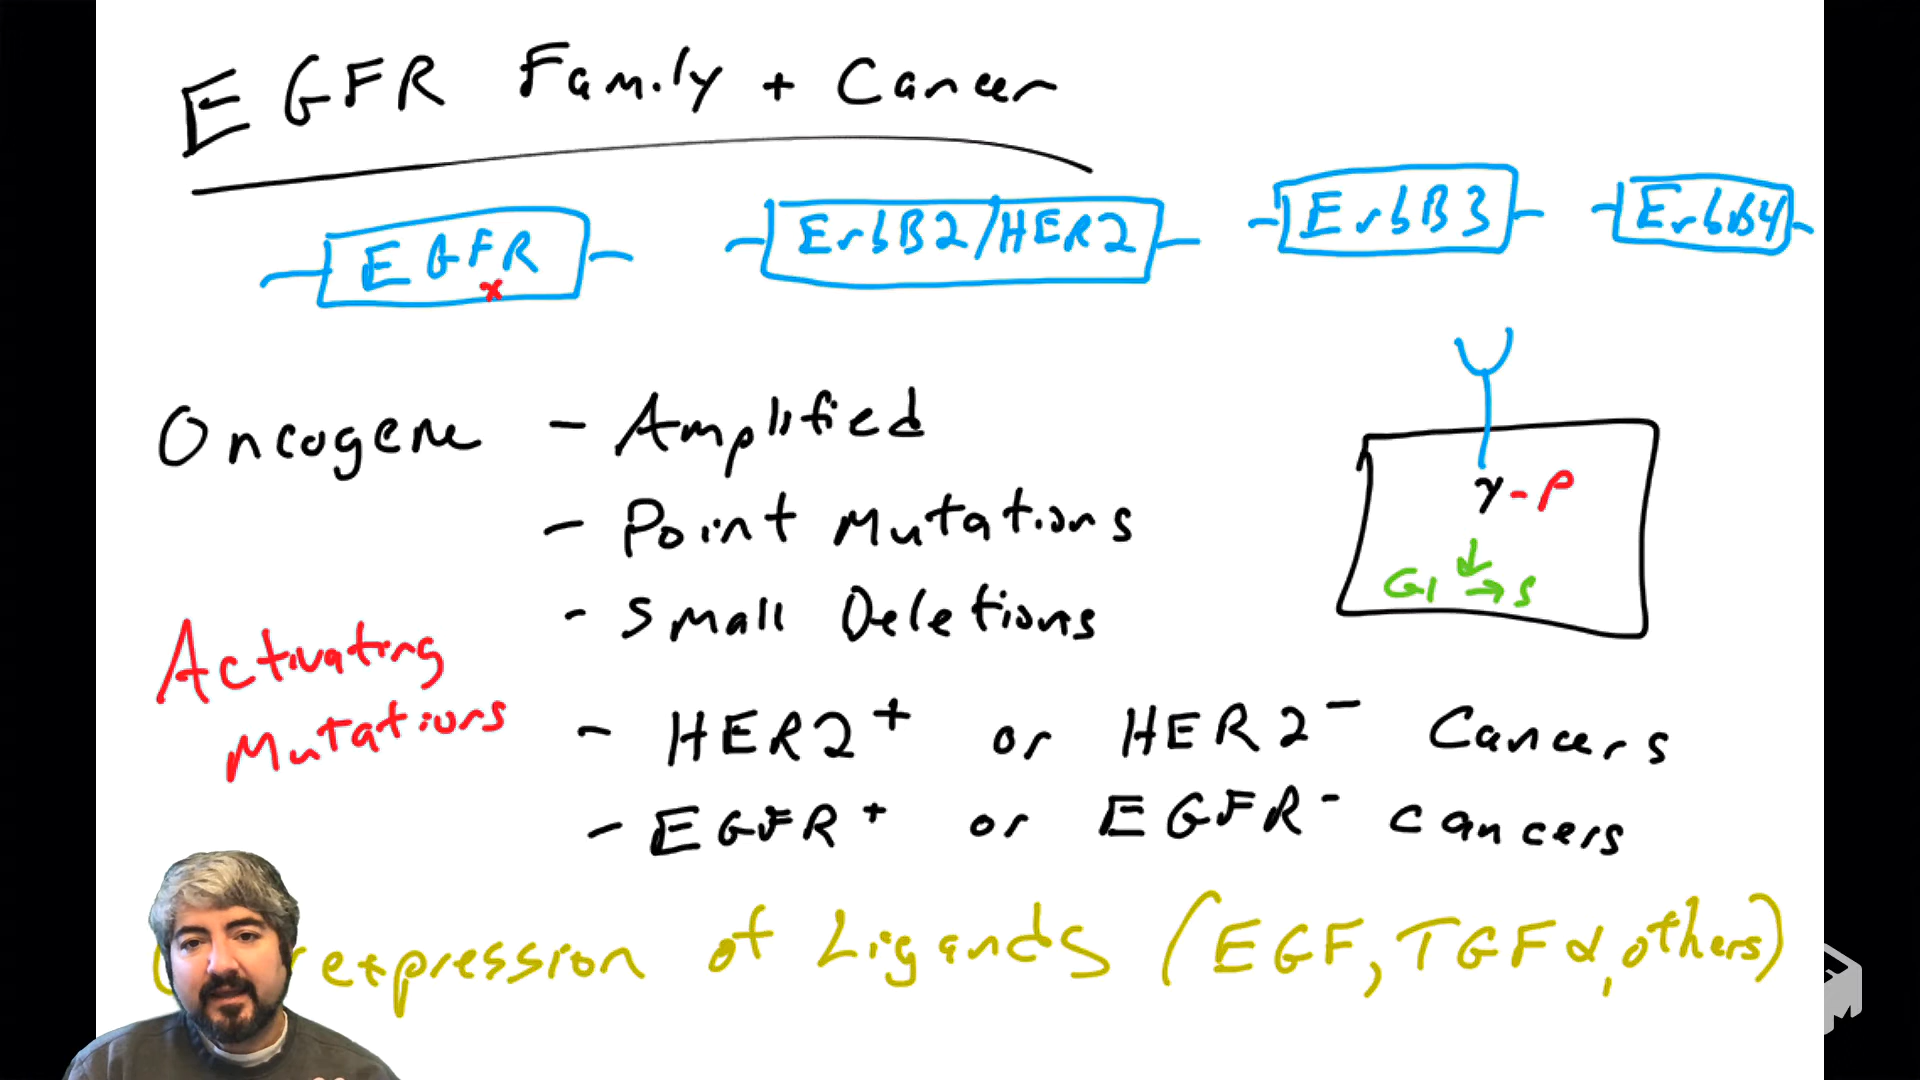 EGFR Family + Cancer
EGFR
x
ErbB2/HER2
ErbB3
ErbB4
Oncogene - Amplified
- Point Mutations
- Small Deletions
Y-P
G1 → S
Activating
Mutations
- HER2+ or HER2- Cancers
- EGFR+ or EGFR- cancers
expression of Ligands (EGF, TGFα, others)